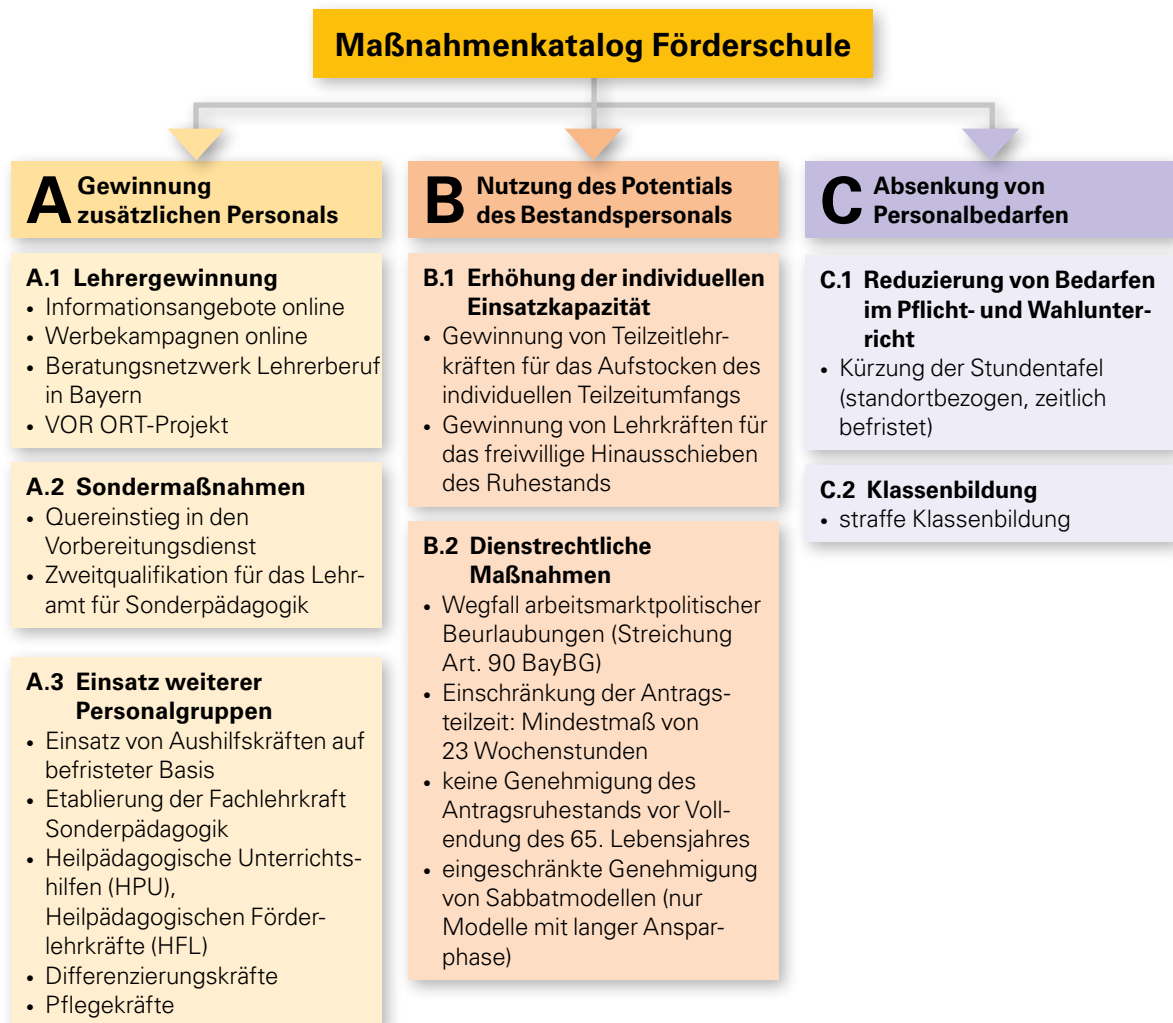 Maßnahmenkatalog Förderschule
A Gewinnung
zusätzlichen Personals
A.1 Lehrergewinnung
• Informationsangebote online
• Werbekampagnen online
• Beratungsnetzwerk Lehrerberuf
in Bayern
• VOR ORT-Projekt
A.2 Sondermaßnahmen
• Quereinstieg in den
Vorbereitungsdienst
• Zweitqualifikation für das Lehr-
amt für Sonderpädagogik
A.3 Einsatz weiterer
Personalgruppen
• Einsatz von Aushilfskräften auf
befristeter Basis
• Etablierung der Fachlehrkraft
Sonderpädagogik
• Heilpädagogische Unterrichts-
hilfen (HPU),
Heilpädagogischen Förder-
lehrkräfte (HFL)
• Differenzierungskräfte
• Pflegekräfte
B Nutzung des Potentials
des Bestandspersonals
B.1 Erhöhung der individuellen
Einsatzkapazität
• Gewinnung von Teilzeitlehr-
kräften für das Aufstocken des
individuellen Teilzeitumfangs
• Gewinnung von Lehrkräften für
das freiwillige Hinausschieben
des Ruhestands
B.2 Dienstrechtliche
Maßnahmen
• Wegfall arbeitsmarktpolitischer
Beurlaubungen (Streichung
Art. 90 BayBG)
• Einschränkung der Antrags-
teilzeit: Mindestmaß von
23 Wochenstunden
• keine Genehmigung des
Antragsruhestands vor Voll-
endung des 65. Lebensjahres
• eingeschränkte Genehmigung
von Sabbatmodellen (nur
Modelle mit langer Anspar-
phase)
C Absenkung von
Personalbedarfen
C.1 Reduzierung von Bedarfen
im Pflicht- und Wahlunter-
richt
• Kürzung der Stundentafel
(standortbezogen, zeitlich
befristet)
C.2 Klassenbildung
• straffe Klassenbildung